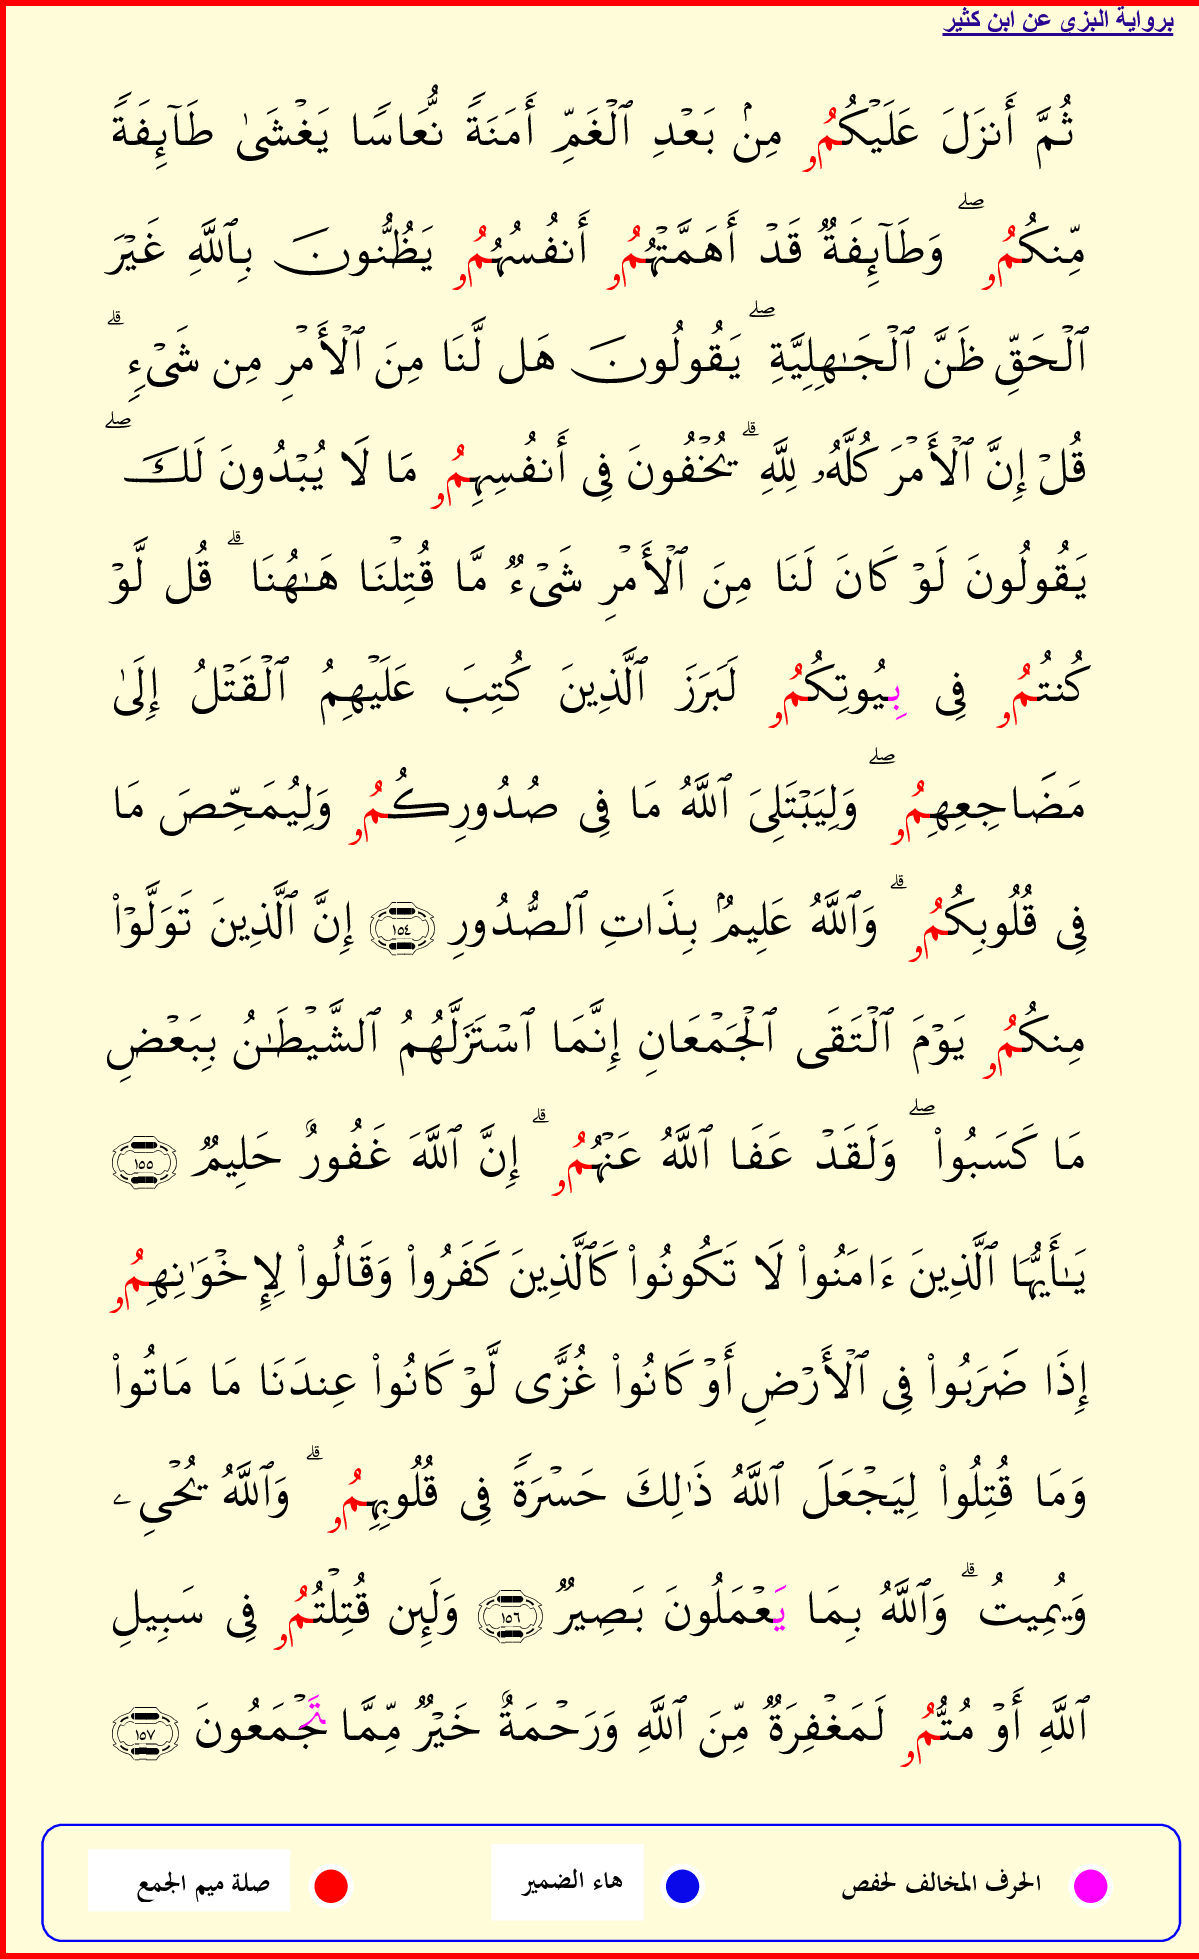 برواية البزى عن ابن كثير
ثُمَّ أَنزَلَ عَلَيْكُمُۥ مِنۢ بَعْدِ ٱلْغَمِّ أَمَنَةً نُّعَاسًا يَغْشَىٰ طَآئِفَةً
مِّنكُمُۥ ۖ وَطَآئِفَةٌ قَدْ أَهَمَّتْهُمُۥ أَنفُسُهُمُۥ يَظُنُّونَ بِٱللَّهِ غَيْرَ
ٱلْحَقِّ ظَنَّ ٱلْجَـٰهِلِيَّةِ ۖ يَقُولُونَ هَل لَّنَا مِنَ ٱلْأَمْرِ مِن شَىْءٍ ۗ
قُلْ إِنَّ ٱلْأَمْرَ كُلَّهُۥ لِلَّهِ ۗ يُخْفُونَ فِى أَنفُسِهِمُۥ مَا لَا يُبْدُونَ لَكَ ۖ
يَقُولُونَ لَوْ كَانَ لَنَا مِنَ ٱلْأَمْرِ شَىْءٌ مَّا قُتِلْنَا هَـٰهُنَا ۗ قُل لَّوْ
كُنتُمُۥ فِى بِيُوتِكُمُۥ لَبَرَزَ ٱلَّذِينَ كُتِبَ عَلَيْهِمُ ٱلْقَتْلُ إِلَىٰ
مَضَاجِعِهِمُۥ ۖ وَلِيَبْتَلِىَ ٱللَّهُ مَا فِى صُدُورِكُمُۥ وَلِيُمَحِّصَ مَا
فِى قُلُوبِكُمُۥ ۗ وَٱللَّهُ عَلِيمٌۢ بِذَاتِ ٱلصُّدُورِ ١٥٤ إِنَّ ٱلَّذِينَ تَوَلَّوْا۟
مِنكُمُۥ يَوْمَ ٱلْتَقَى ٱلْجَمْعَانِ إِنَّمَا ٱسْتَزَلَّهُمُ ٱلشَّيْطَـٰنُ بِبَعْضِ
مَا كَسَبُوا۟ ۖ وَلَقَدْ عَفَا ٱللَّهُ عَنْهُمُۥ ۗ إِنَّ ٱللَّهَ غَفُورٌ حَلِيمٌ ١٥٥
يَـٰٓأَيُّهَا ٱلَّذِينَ ءَامَنُوا۟ لَا تَكُونُوا۟ كَٱلَّذِينَ كَفَرُوا۟ وَقَالُوا۟ لِإِخْوَٰنِهِمُۥ
إِذَا ضَرَبُوا۟ فِى ٱلْأَرْضِ أَوْ كَانُوا۟ غُزًّى لَّوْ كَانُوا۟ عِندَنَا مَا مَاتُوا۟
وَمَا قُتِلُوا۟ لِيَجْعَلَ ٱللَّهُ ذَٰلِكَ حَسْرَةً فِى قُلُوبِهِمُۥ ۗ وَٱللَّهُ يُحْىِۦ
وَيُمِيتُ ۗ وَٱللَّهُ بِمَا يَعْمَلُونَ بَصِيرٌ ١٥٦ وَلَئِن قُتِلْتُمُۥ فِى سَبِيلِ
ٱللَّهِ أَوْ مُتُّمُۥ لَمَغْفِرَةٌ مِّنَ ٱللَّهِ وَرَحْمَةٌ خَيْرٌ مِّمَّا تَجْمَعُونَ ١٥٧
الحرف المخالف لحفص هاء الضمير صلة ميم الجمع